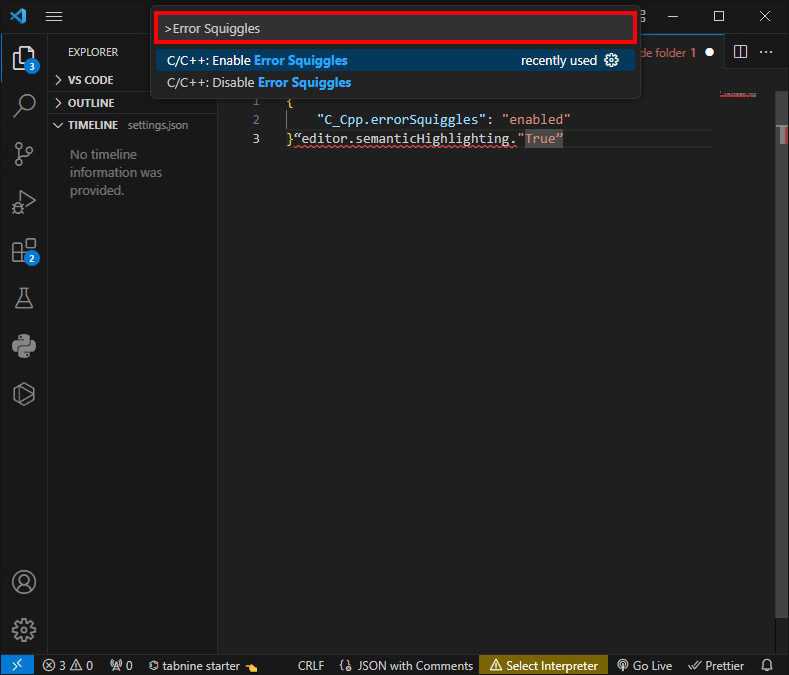 >Error Squiggles
C/C++: Enable Error Squiggles recently used
C/C++: Disable Error Squiggles
EXPLORER
de folder 1
VS CODE
OUTLINE
TIMELINE settings.json
No timeline
information was
provided.
1 {
2 "C_Cpp.errorSquiggles": "enabled"
3 }“editor.semanticHighlighting."True”
3
2
3 0 0 tabnine starter CRLF JSON with Comments Select Interpreter Go Live Prettier